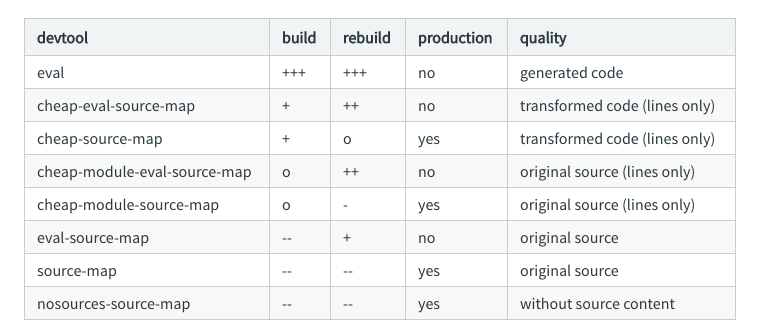 devtool build rebuild production quality
eval +++ +++ no generated code
cheap-eval-source-map + ++ no transformed code (lines only)
cheap-source-map + o yes transformed code (lines only)
cheap-module-eval-source-map o ++ no original source (lines only)
cheap-module-source-map o - yes original source (lines only)
eval-source-map -- + no original source
source-map -- -- yes original source
nosources-source-map -- -- yes without source content